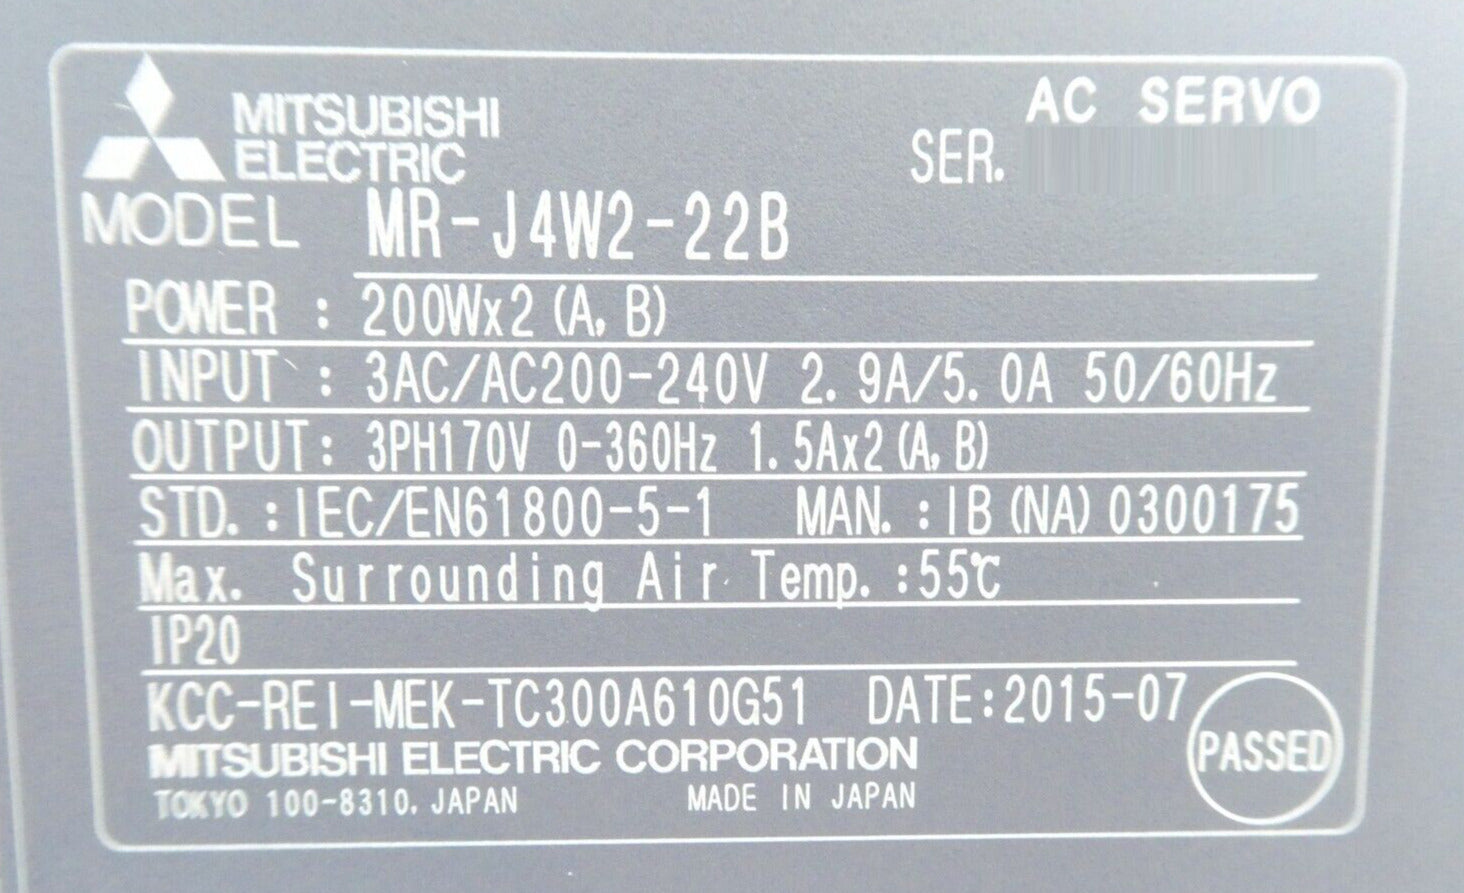 MITSUBISHI
ELECTRIC
AC SERVO
SER.
MODEL MR-J4W2-22B
POWER : 200Wx2 (A, B)
INPUT : 3AC/AC200-240V 2.9A/5.0A 50/60Hz
OUTPUT: 3PH170V 0-360Hz 1.5Ax2 (A, B)
STD. : IEC/EN61800-5-1 MAN. : IB (NA) 0300175
Max. Surrounding Air Temp. : 55℃
IP20
KCC-REI-MEK-TC300A610G51 DATE:2015-07
PASSED
MITSUBISHI ELECTRIC CORPORATION
TOKYO 100-8310, JAPAN MADE IN JAPAN